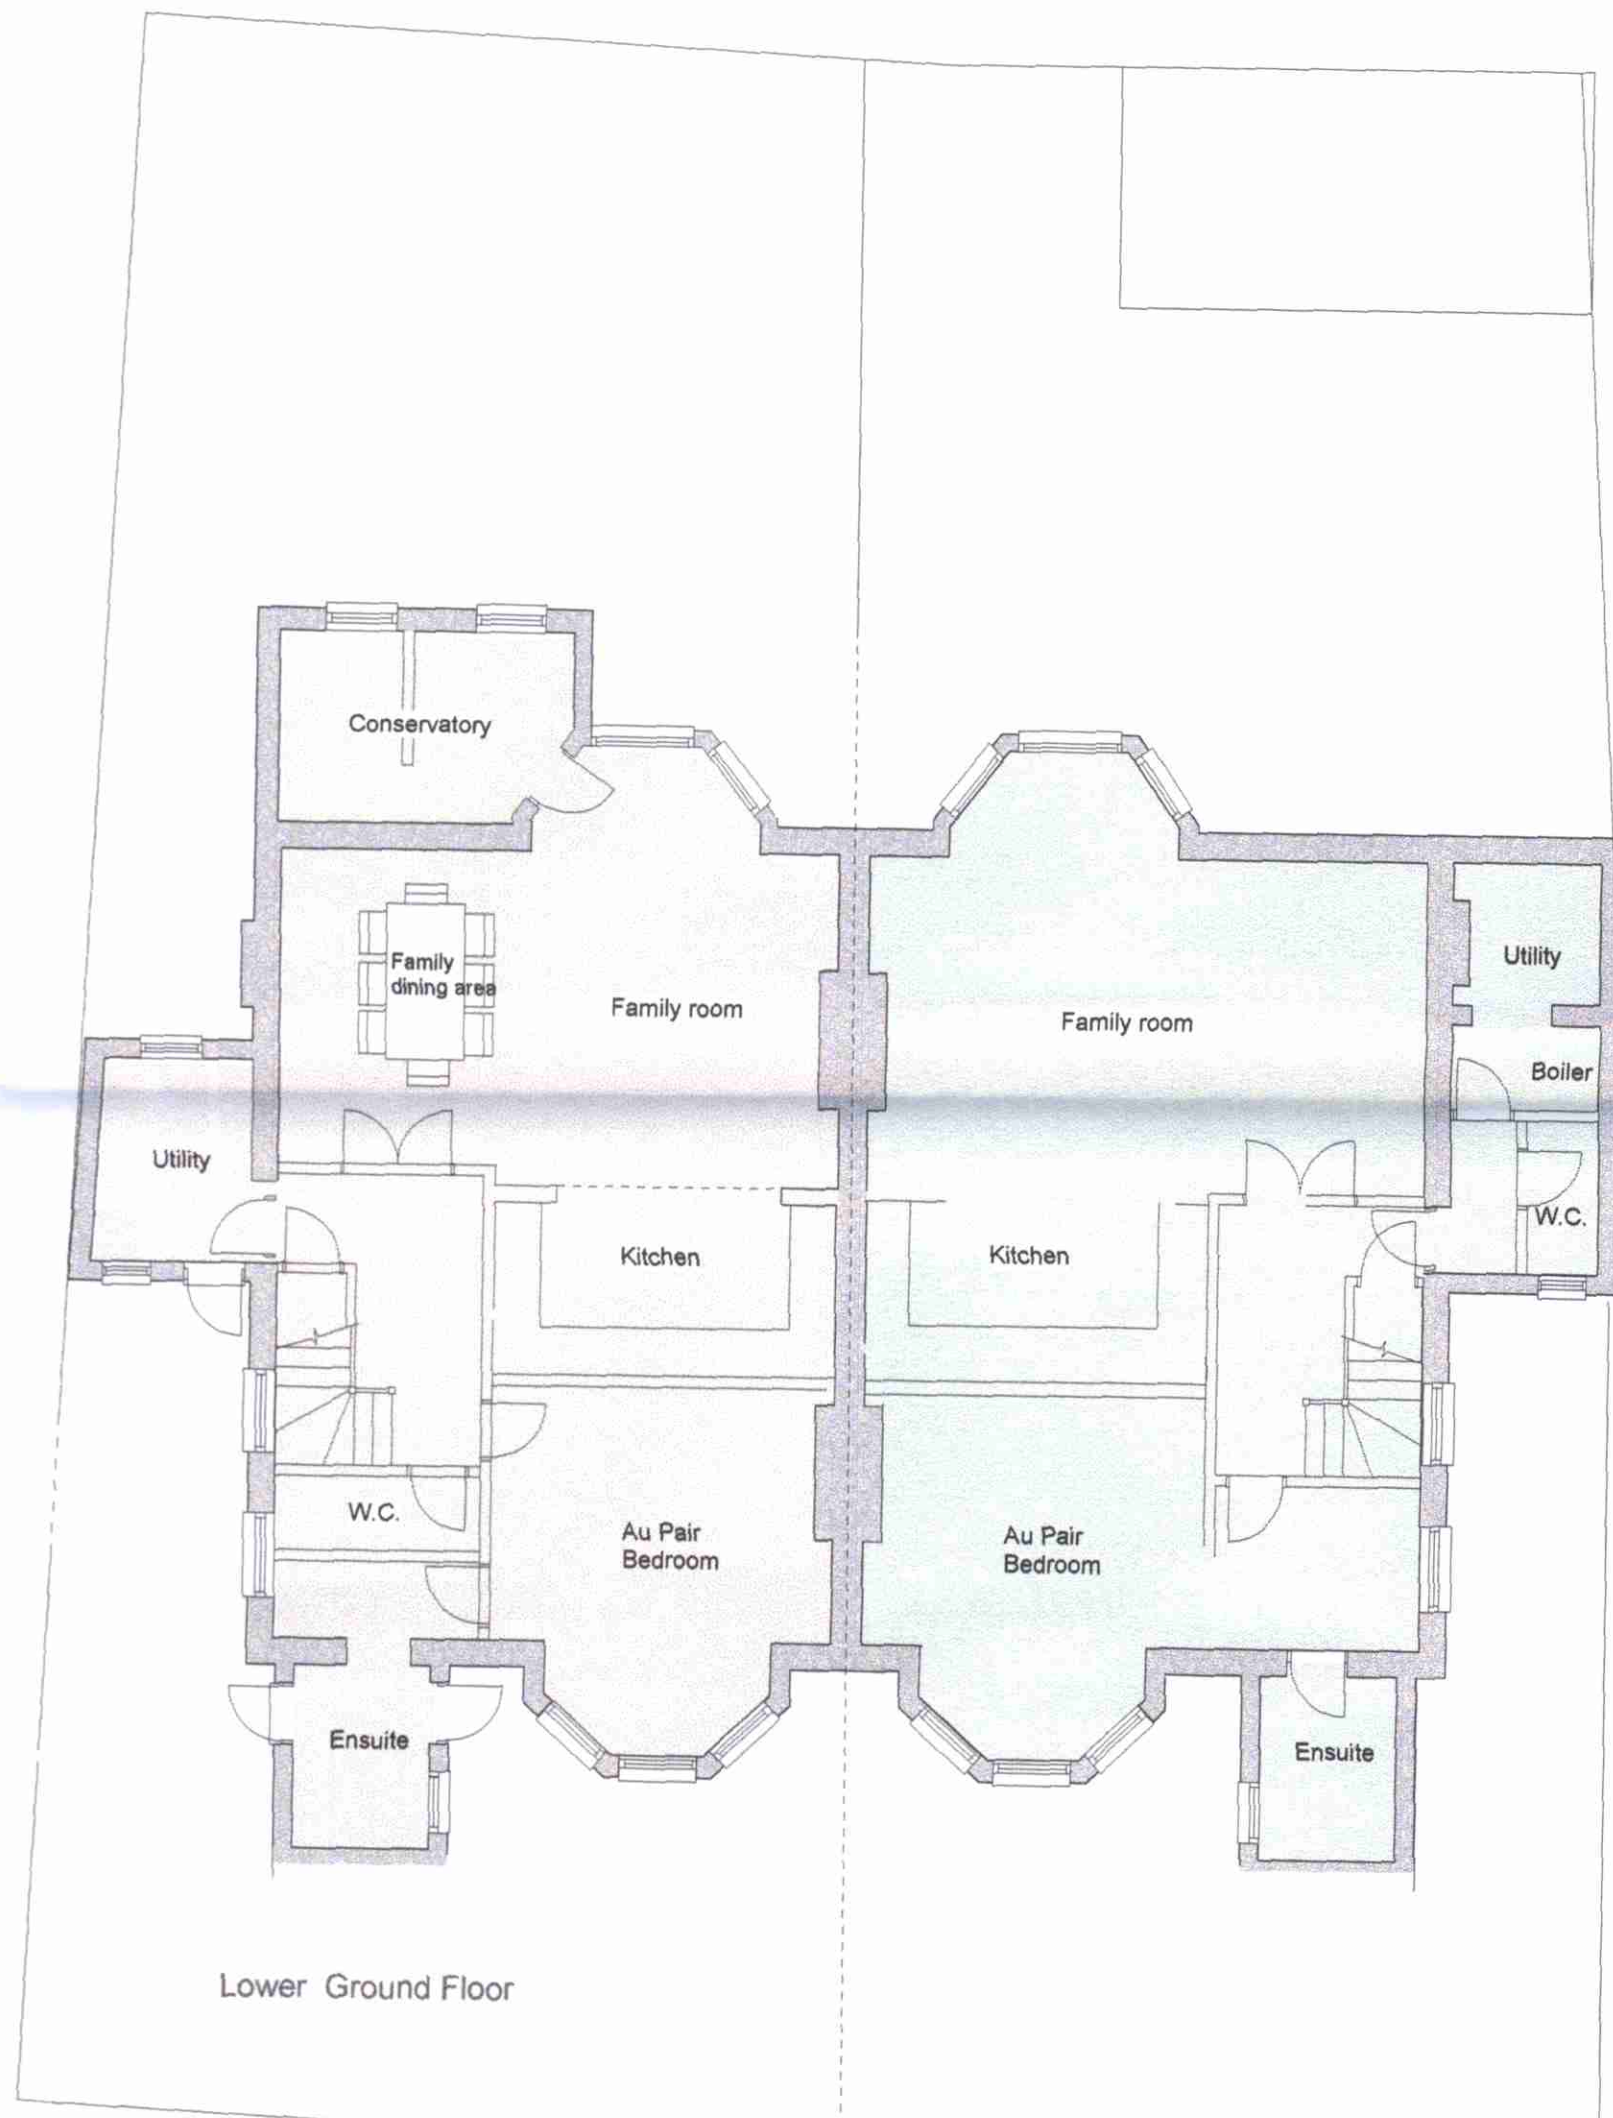 Conservatory
Family
dining area
Family room
Family room
Utility
Boiler
Utility
W.C.
Kitchen
Kitchen
W.C.
Au Pair
Bedroom
Au Pair
Bedroom
Ensuite
Ensuite
Lower Ground Floor